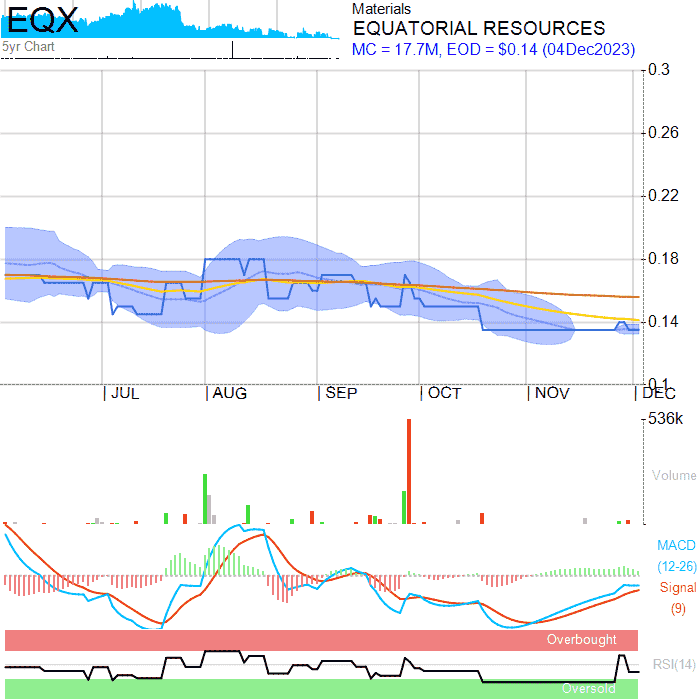 EQX
5yr Chart
Materials
EQUATORIAL RESOURCES
MC = 17.7M, EOD = $0.14 (04Dec2023)
0.3
0.26
0.22
0.18
0.14
0.1
JUL
AUG
SEP
OCT
NOV
DEC
536k
Volume
MACD
(12-26)
Signal
(9)
Overbought
RSI(14)
Oversold